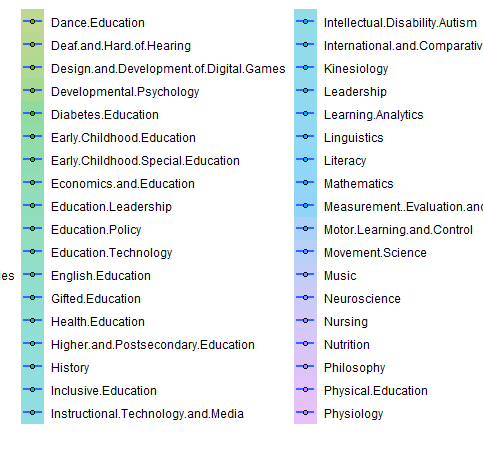 Dance.Education
Deaf.and.Hard.of.Hearing
Design.and.Development.of.Digital.Games
Developmental.Psychology
Diabetes.Education
Early.Childhood.Education
Early.Childhood.Special.Education
Economics.and.Education
Education.Leadership
Education.Policy
Education.Technology
es
English.Education
Gifted.Education
Health.Education
Higher.and.Postsecondary.Education
History
Inclusive.Education
Instructional.Technology.and.Media
Intellectual.Disability.Autism
International.and.Comparativ
Kinesiology
Leadership
Learning.Analytics
Linguistics
Literacy
Mathematics
Measurement..Evaluation.and
Motor.Learning.and.Control
Movement.Science
Music
Neuroscience
Nursing
Nutrition
Philosophy
Physical.Education
Physiology